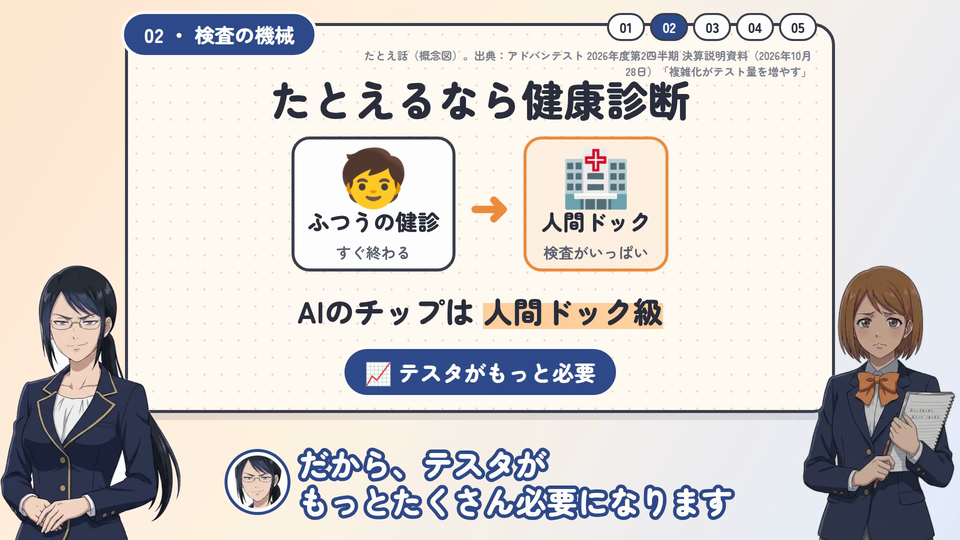 02 ・ 検査の機械
01 02 03 04 05
たとえ話（概念図）。出典：アドバンテスト 2026年度第2四半期 決算説明資料（2026年10月
28日）「複雑化がテスト量を増やす」
たとえるなら健康診断
ふつうの健診
すぐ終わる
人間ドック
検査がいっぱい
AIのチップは 人間ドック級
テスタがもっと必要
だから、テスタが
もっとたくさん必要になります